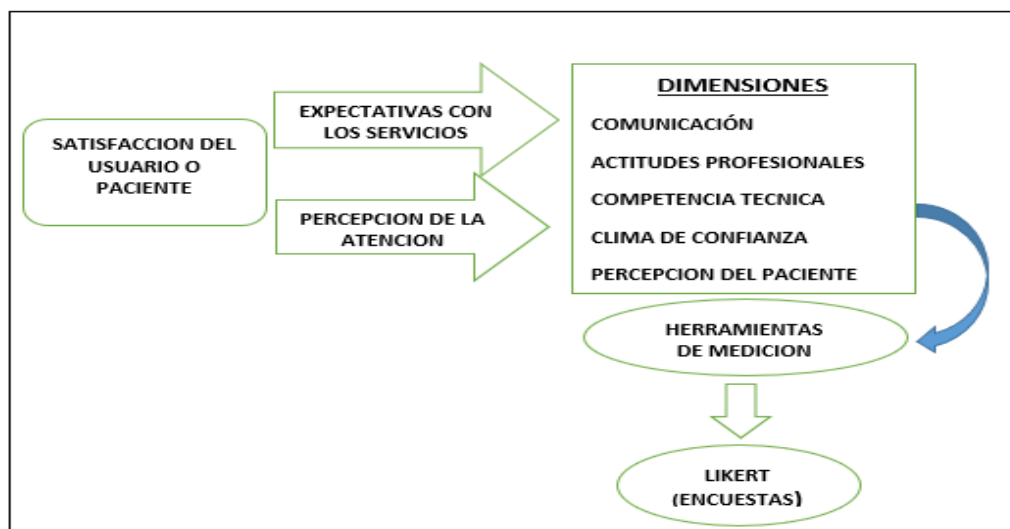 SATISFACCION DEL
USUARIO O
PACIENTE
EXPECTATIVAS CON
LOS SERVICIOS
PERCEPCION DE LA
ATENCION
DIMENSIONES
COMUNICACIÓN
ACTITUDES PROFESIONALES
COMPETENCIA TECNICA
CLIMA DE CONFIANZA
PERCEPCION DEL PACIENTE
HERRAMIENTAS
DE MEDICION
LIKERT
(ENCUESTAS)